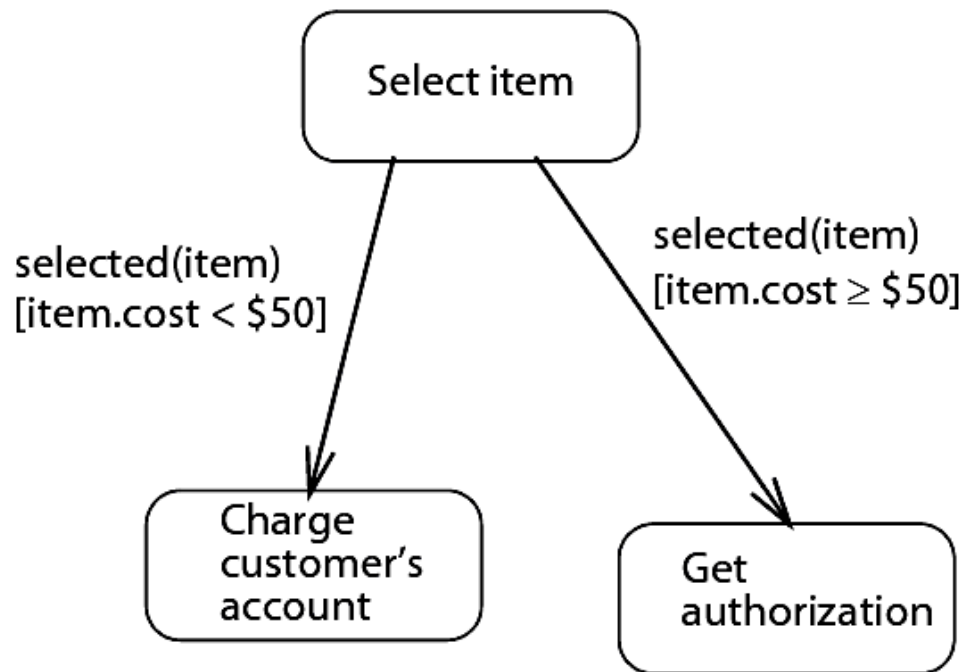 Select item
selected(item)
[item.cost < $50]
selected(item)
[item.cost ≥ $50]
Charge
customer’s
account
Get
authorization